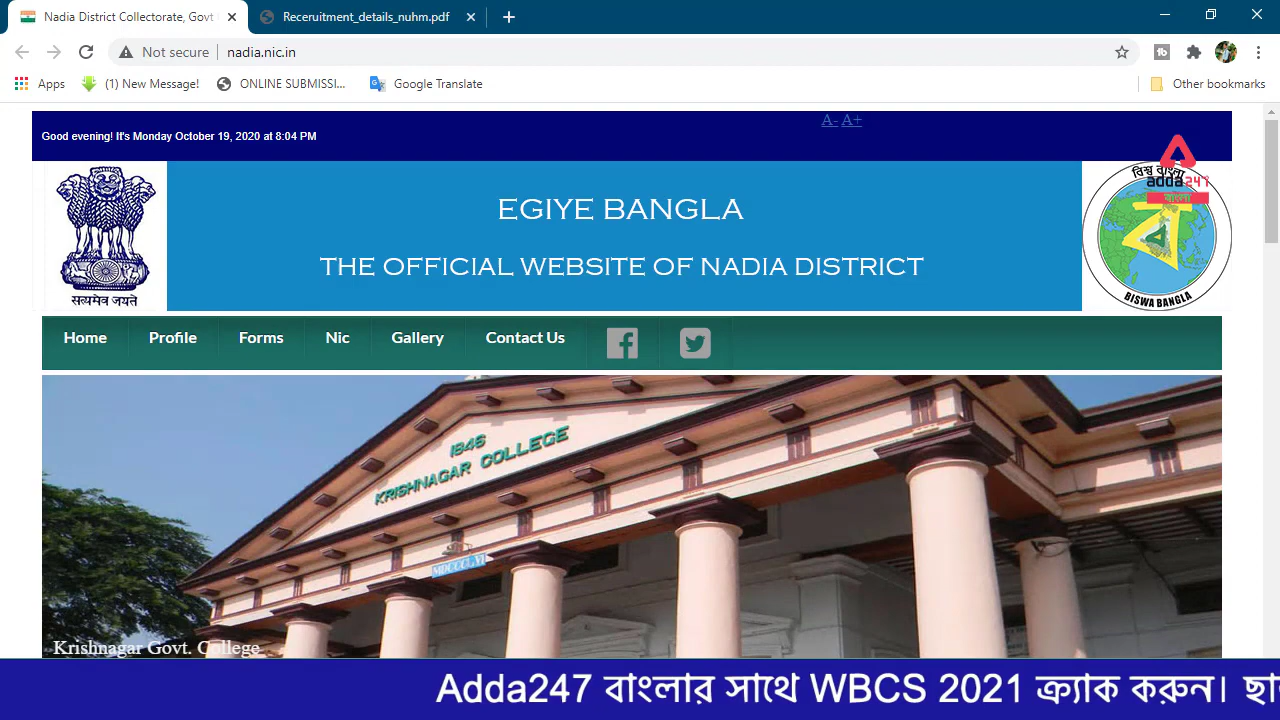 Nadia District Collectorate, Govt
Receruitment_details_nuhm.pdf
Not secure
nadia.nic.in
Apps
(1) New Message!
ONLINE SUBMISSI...
Google Translate
Other bookmarks
Good evening! It's Monday October 19, 2020 at 8:04 PM
A- A+
सत्यमेव जयते
EGIYE BANGLA
THE OFFICIAL WEBSITE OF NADIA DISTRICT
বিশ্ব বাংলা
adda247
বাংলা
ব
BISWA BANGLA
Home
Profile
Forms
Nic
Gallery
Contact Us
1846
KRISHNAGAR COLLEGE
Krishnagar Govt. College
Adda247 বাংলার সাথে WBCS 2021 ক্র্যাক করুন। ছা